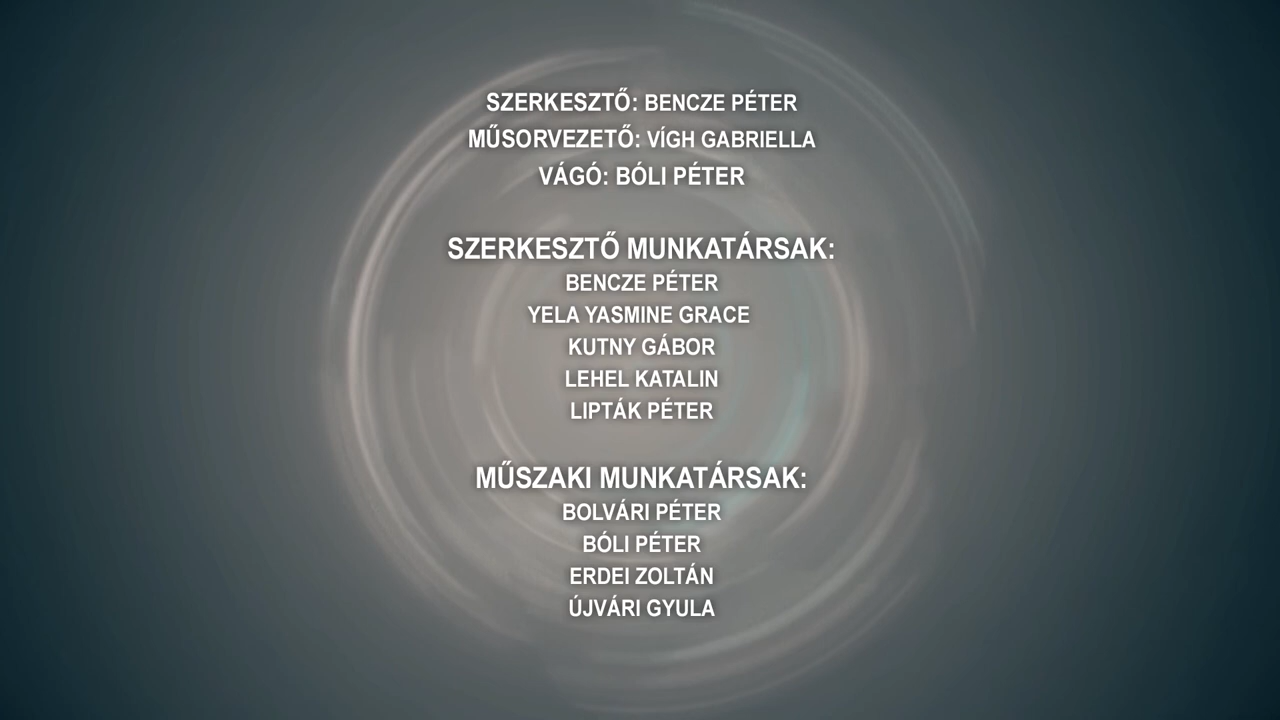 SZERKESZTŐ: BENCZE PÉTER
MŰSORVEZETŐ: VÍGH GABRIELLA
VÁGÓ: BÓLI PÉTER
SZERKESZTŐ MUNKATÁRSAK:
BENCZE PÉTER
YELA YASMINE GRACE
KUTNY GÁBOR
LEHEL KATALIN
LIPTÁK PÉTER
MŰSZAKI MUNKATÁRSAK:
BOLVÁRI PÉTER
BÓLI PÉTER
ERDEI ZOLTÁN
ÚJVÁRI GYULA